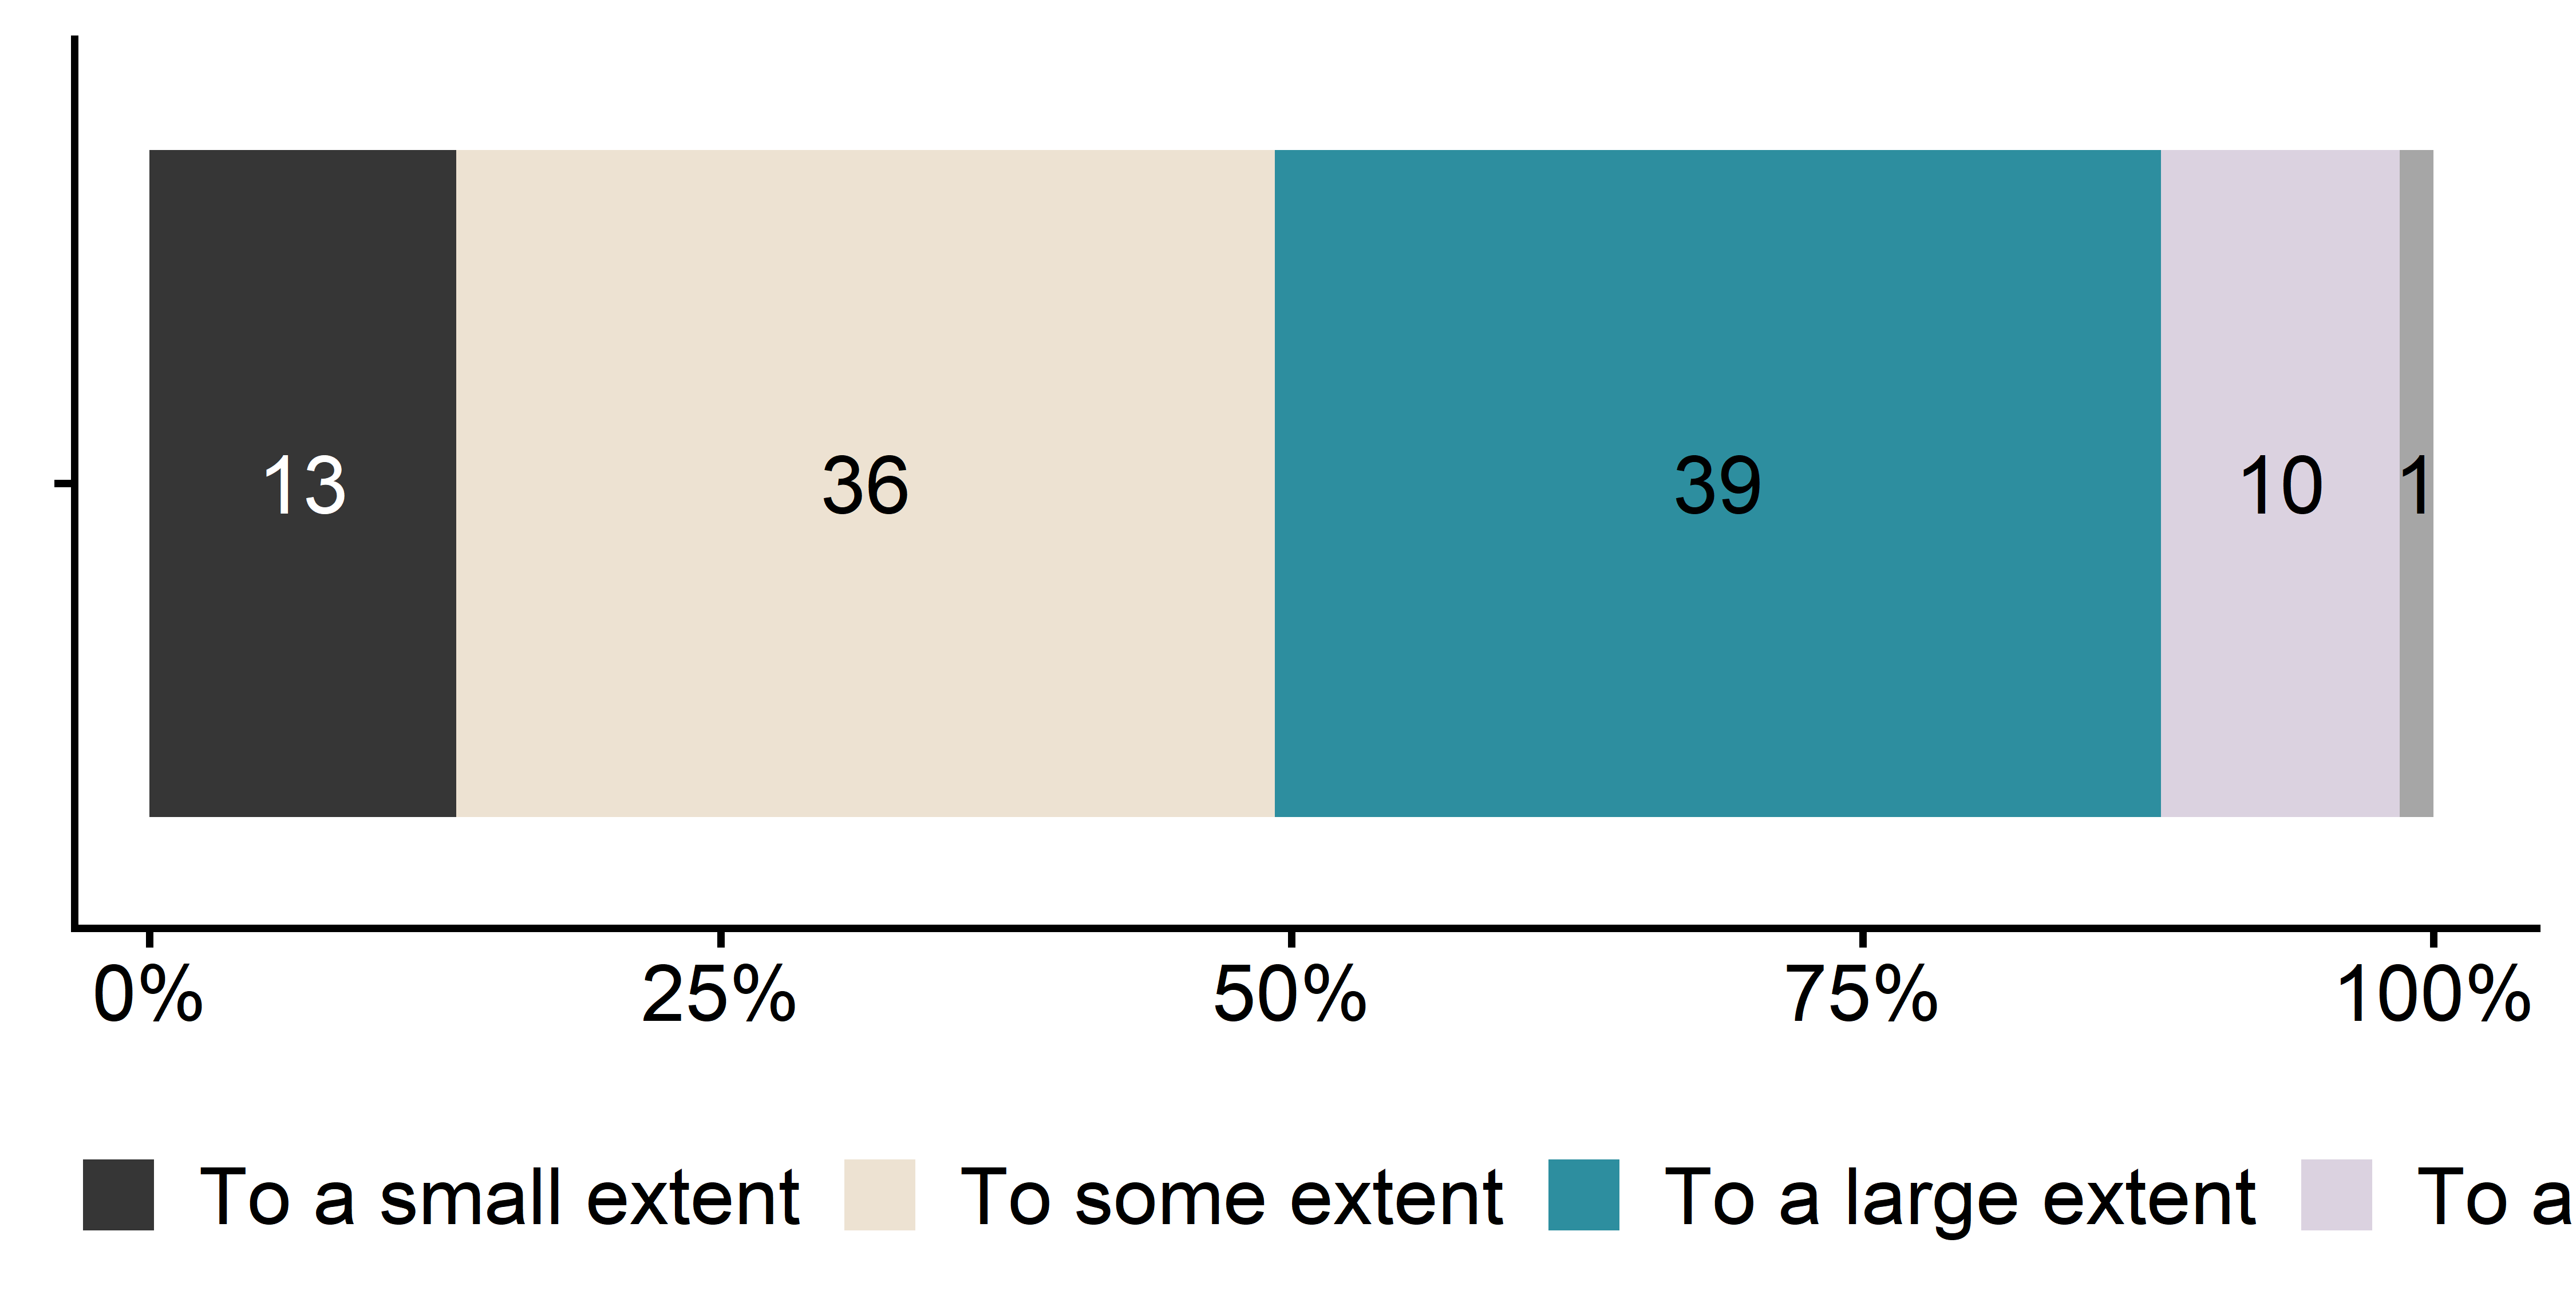 13 36 39 10 1
0% 25% 50% 75% 100%
To a small extent To some extent To a large extent To a